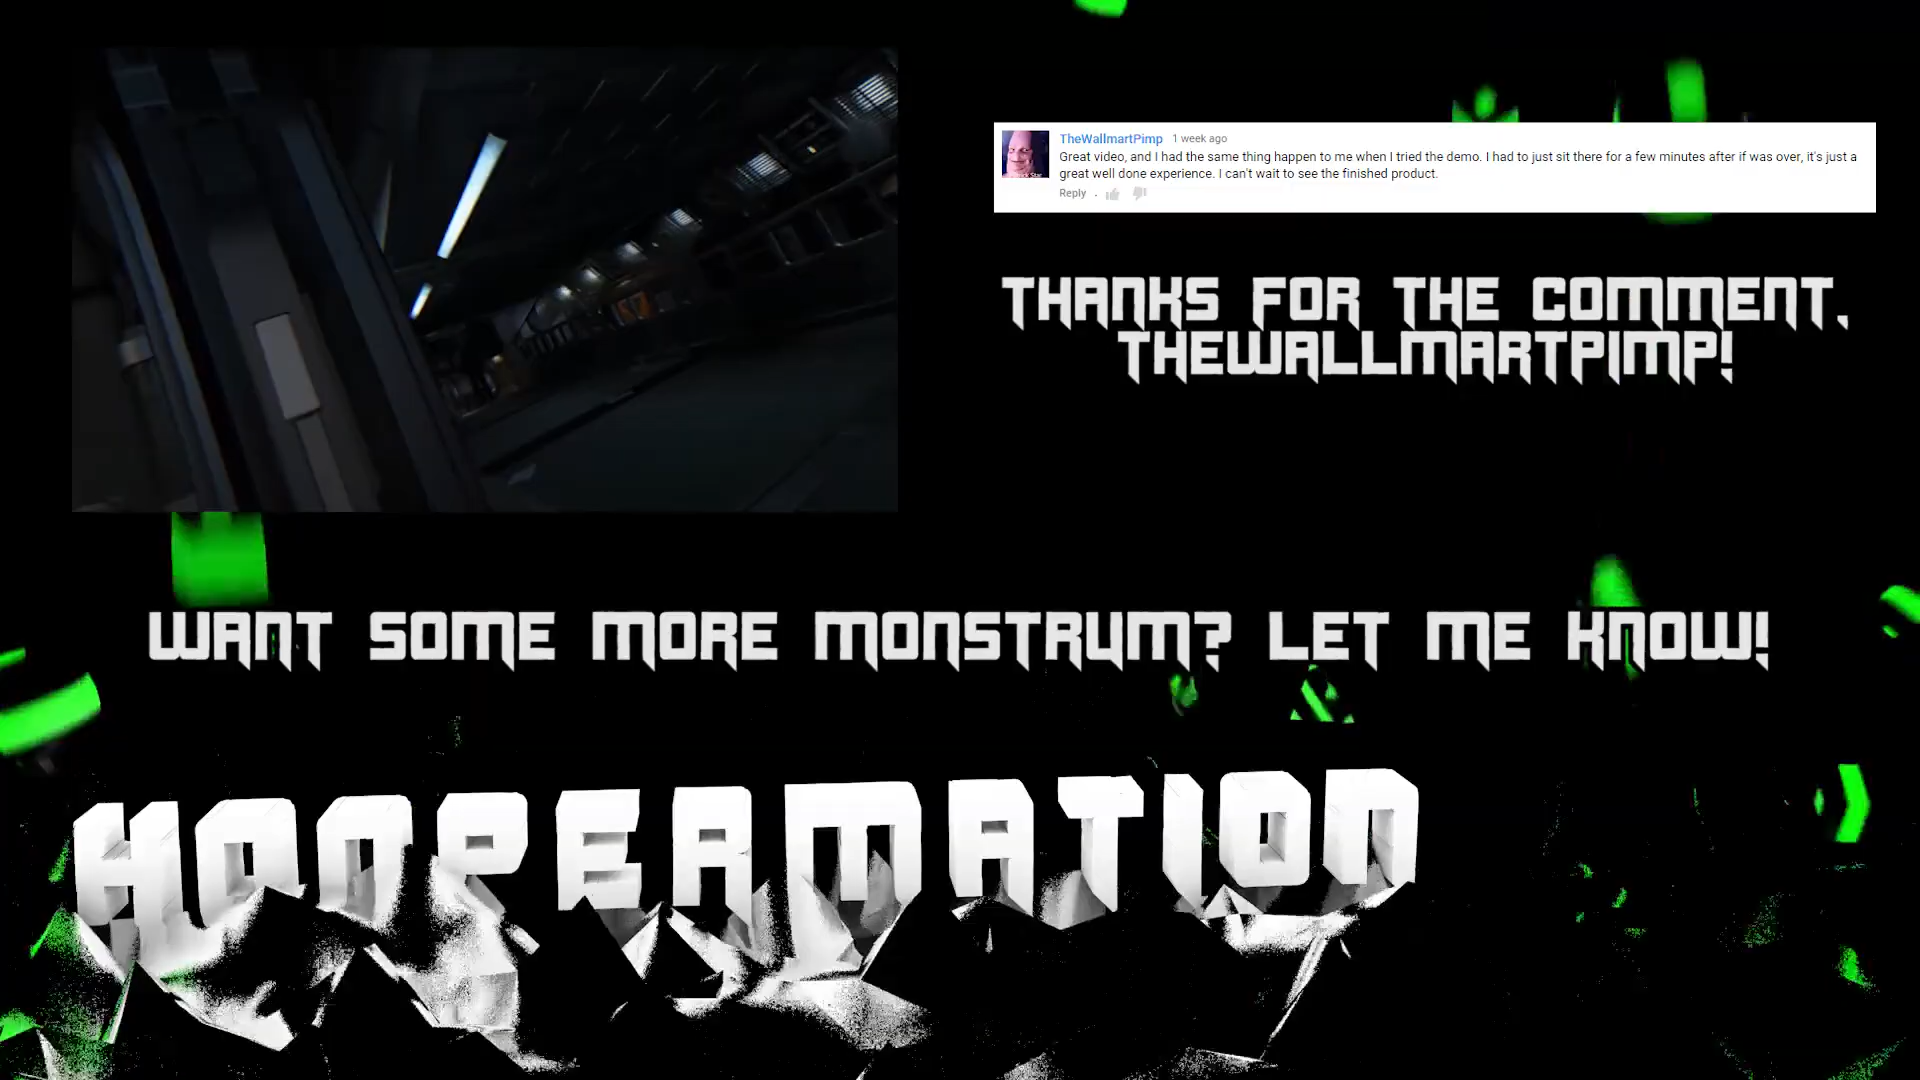 TheWallmartPimp 1 week ago
Great video, and I had the same thing happen to me when I tried the demo. I had to just sit there for a few minutes after if was over, it's just a
great well done experience. I can't wait to see the finished product.
Reply .
THANKS FOR THE COMMENT,
THEWALLMARTPIMP!
WANT SOME MORE MONSTRUM? LET ME KNOW!
HOOPERMATION